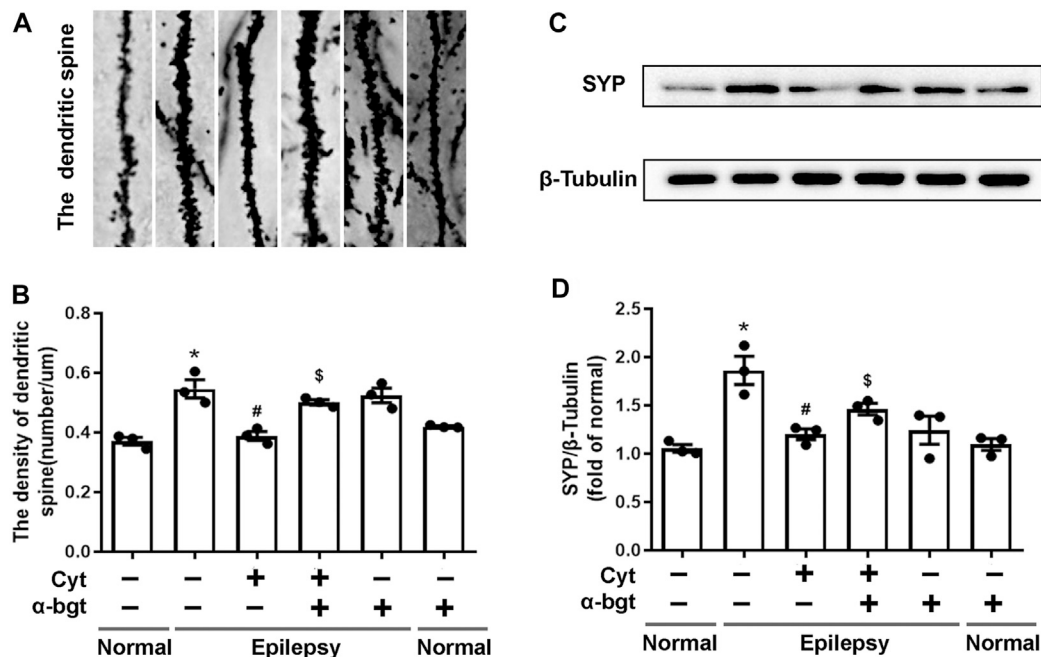 A
The dendritic spine
B
The density of dendritic
spine(number/um)
0.8
0.6
0.4
0.2
0.0
*
#
$
Cyt − − + + − −
α-bgt − − − + + +
Normal Epilepsy Normal
C
SYP
β-Tubulin
D
SYP/β-Tubulin
(fold of normal)
2.5
2.0
1.5
1.0
0.5
0.0
*
#
$
Cyt − − + + − −
α-bgt − − − + + +
Normal Epilepsy Normal